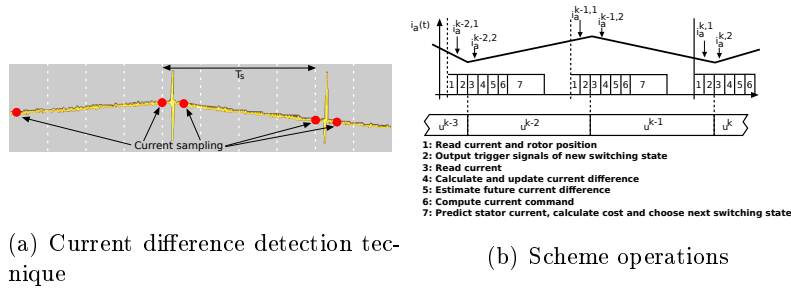 Ts
Current sampling
(a) Current difference detection tec-
nique
ia(t)
ia k-2,1
ia k-2,2
ia k-1,1
ia k-1,2
ia k,1
ia k,2
1 2 3 4 5 6 7
1 2 3 4 5 6 7
1 2 3 4 5 6
u k-3
u k-2
u k-1
u k
1: Read current and rotor position
2: Output trigger signals of new switching state
3: Read current
4: Calculate and update current difference
5: Estimate future current difference
6: Compute current command
7: Predict stator current, calculate cost and choose next switching state
(b) Scheme operations